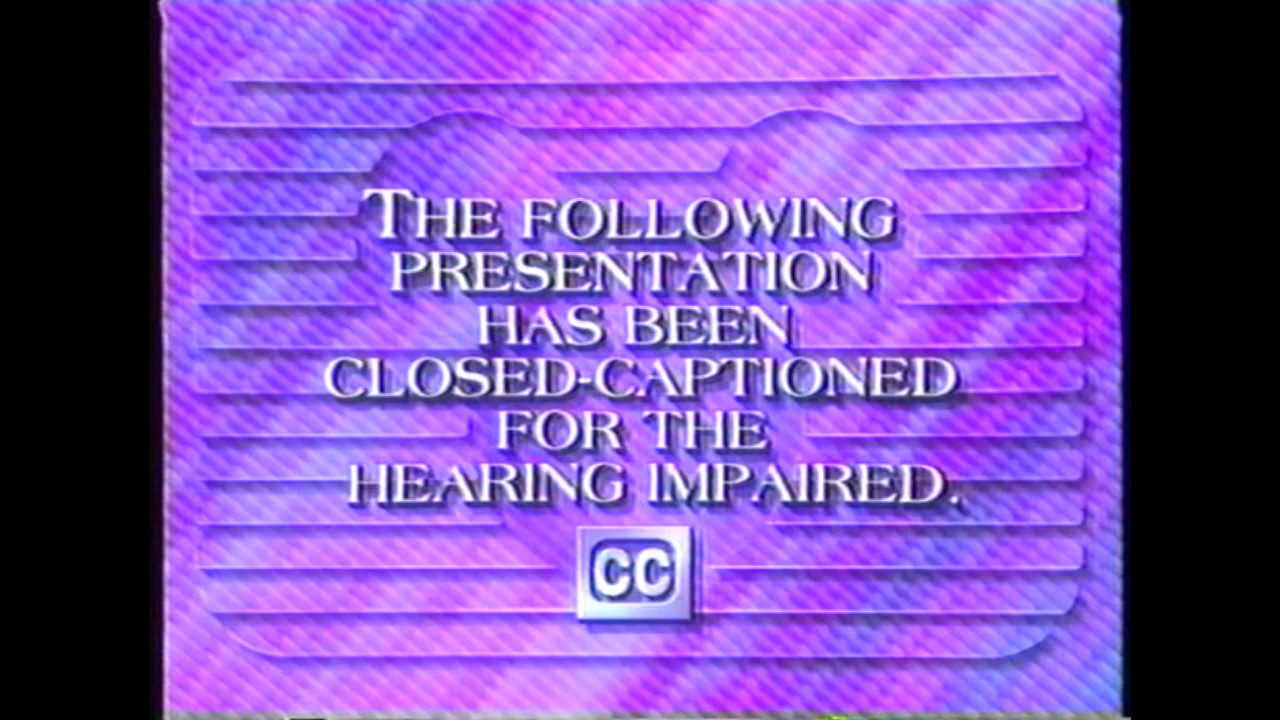 THE FOLLOWING
PRESENTATION
HAS BEEN
CLOSED-CAPTIONED
FOR THE
HEARING IMPAIRED.
CC